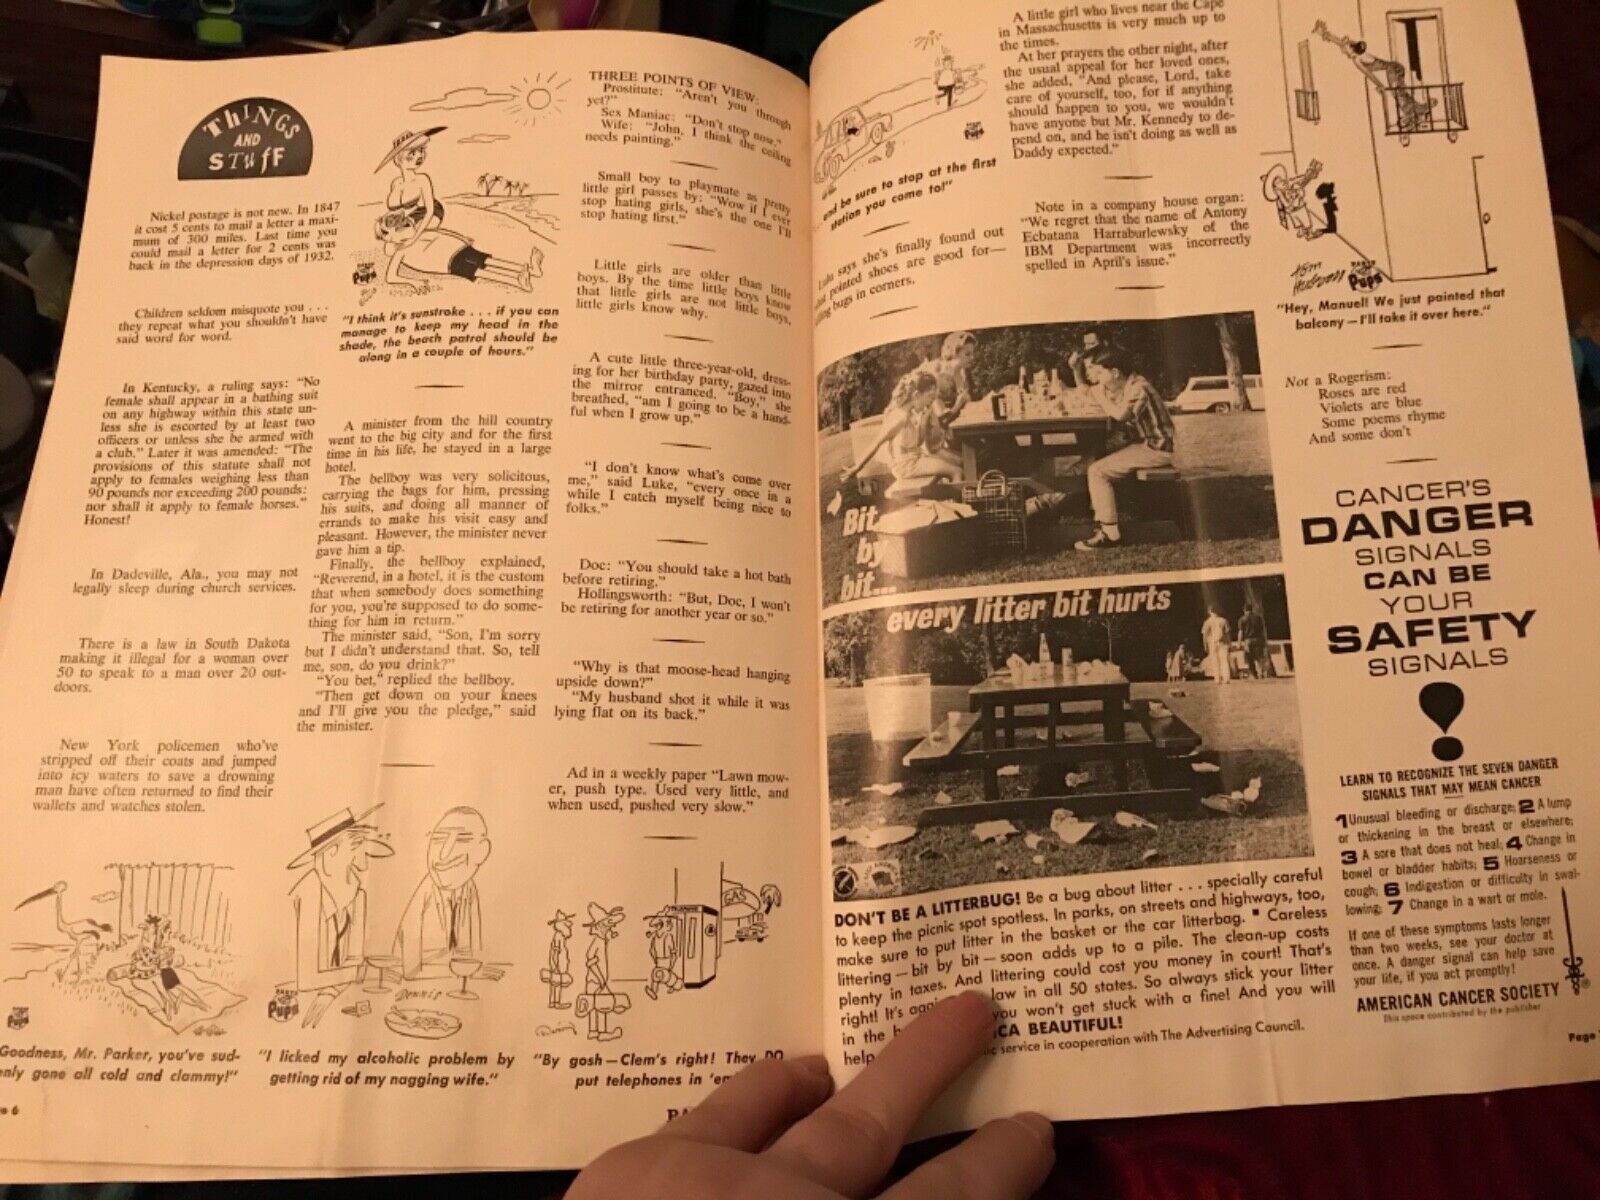 THINGS
AND
STUFF
Nickel postage is not new. In 1847
it cost 5 cents to mail a letter a maxi-
mum of 300 miles. Last time you
could mail a letter for 2 cents was
back in the depression days of 1932.
Children seldom misquote you . . .
they repeat what you shouldn't have
said word for word.
In Kentucky, a ruling says: "No
female shall appear in a bathing suit
on any highway within this state un-
less she is escorted by at least two
officers or unless she be armed with
a club." Later it was amended: "The
provisions of this statute shall not
apply to females weighing less than
90 pounds nor exceeding 200 pounds:
nor shall it apply to female horses."
Honest!
In Dadeville, Ala., you may not
legally sleep during church services.
There is a law in South Dakota
making it illegal for a woman over
50 to speak to a man over 20 out-
doors.
New York policemen who've
stripped off their coats and jumped
into icy waters to save a drowning
man have often returned to find their
wallets and watches stolen.
Pups
Goodness, Mr. Parker, you've sud-
enly gone all cold and clammy!"
6
Pups
"I think it's sunstroke . . . if you can
manage to keep my head in the
shade, the beach patrol should be
along in a couple of hours."
A minister from the hill country
went to the big city and for the first
time in his life, he stayed in a large
hotel.
The bellboy was very solicitous,
carrying the bags for him, pressing
his suits, and doing all manner of
errands to make his visit easy and
pleasant. However, the minister never
gave him a tip.
Finally, the bellboy explained,
"Reverend, in a hotel, it is the custom
that when somebody does something
for you, you're supposed to do some-
thing for him in return."
The minister said, "Son, I'm sorry
but I didn't understand that. So, tell
me, son, do you drink?"
"You bet," replied the bellboy.
"Then get down on your knees
and I'll give you the pledge," said
the minister.
Dennis
Pups
"I licked my alcoholic problem by
getting rid of my nagging wife."
THREE POINTS OF VIEW:
Prostitute: "Aren't you through
yet?"
Sex Maniac: "Don't stop now."
Wife: "John, I think the ceiling
needs painting."
Small boy to playmate as pretty
little girl passes by: "Wow if I ever
stop hating girls, she's the one I'll
stop hating first."
Little girls are older than little
boys. By the time little boys know
that little girls are not little boys,
little girls know why.
A cute little three-year-old, dress-
ing for her birthday party, gazed into
the mirror entranced. "Boy," she
breathed, "am I going to be a hand-
ful when I grow up."
"I don't know what's come over
me," said Luke, "every once in a
while I catch myself being nice to
folks."
Doc: "You should take a hot bath
before retiring."
Hollingsworth: "But, Doc, I won't
be retiring for another year or so."
"Why is that moose-head hanging
upside down?"
"My husband shot it while it was
lying flat on its back."
Ad in a weekly paper "Lawn mow-
er, push type. Used very little, and
when used, pushed very slow."
GAS
"By gosh—Clem's right! They DO
put telephones in 'em
PA
Pups
and be sure to stop at the first
station you come to!"
says she's finally found out
pointed shoes are good for—
bugs in corners.
A little girl who lives near the Cape
in Massachusetts is very much up to
the times.
At her prayers the other night, after
the usual appeal for her loved ones,
she added, "And please, Lord, take
care of yourself, too, for if anything
should happen to you, we wouldn't
have anyone but Mr. Kennedy to de-
pend on, and he isn't doing as well as
Daddy expected."
Note in a company house organ:
"We regret that the name of Antony
Ecbatana Harraburlewsky of the
IBM Department was incorrectly
spelled in April's issue."
Bit
by
bit...
every litter bit hurts
DON'T BE A LITTERBUG! Be a bug about litter . . . specially careful
to keep the picnic spot spotless. In parks, on streets and highways, too,
make sure to put litter in the basket or the car litterbag. ▪ Careless
littering — bit by bit — soon adds up to a pile. The clean-up costs
plenty in taxes. And littering could cost you money in court! That's
right! It's law in all 50 states. So always stick your litter
in the you won't get stuck with a fine! And you will
help ICA BEAUTIFUL!
service in cooperation with The Advertising Council.
Pups
"Hey, Manuel! We just painted that
balcony—I'll take it over here."
Not a Rogerism:
Roses are red
Violets are blue
Some poems rhyme
And some don't
CANCER'S
DANGER
SIGNALS
CAN BE
YOUR
SAFETY
SIGNALS
LEARN TO RECOGNIZE THE SEVEN DANGER
SIGNALS THAT MAY MEAN CANCER
1 Unusual bleeding or discharge; 2 A lump
or thickening in the breast or elsewhere;
3 A sore that does not heal; 4 Change in
bowel or bladder habits; 5 Hoarseness or
cough; 6 Indigestion or difficulty in swal-
lowing; 7 Change in a wart or mole.
If one of these symptoms lasts longer
than two weeks, see your doctor at
once. A danger signal can help save
your life, if you act promptly!
AMERICAN CANCER SOCIETY
This space contributed by the publisher
Page